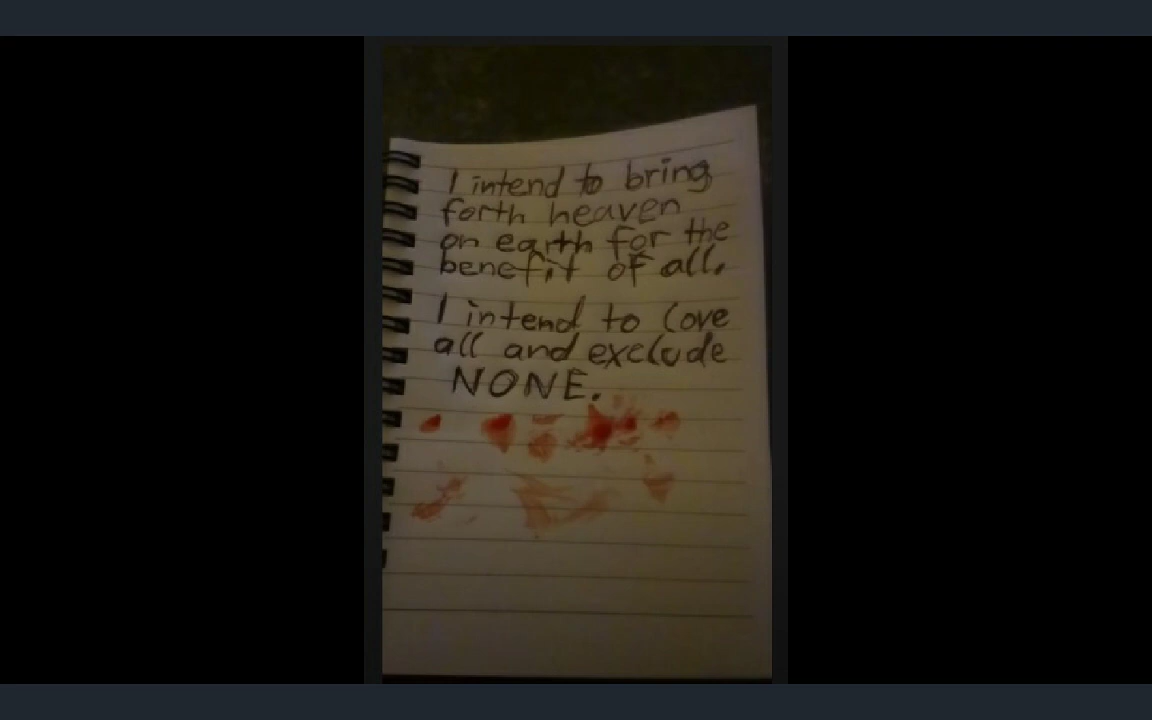 I intend to bring
forth heaven
on earth for the
benefit of all.
I intend to love
all and exclude
NONE.